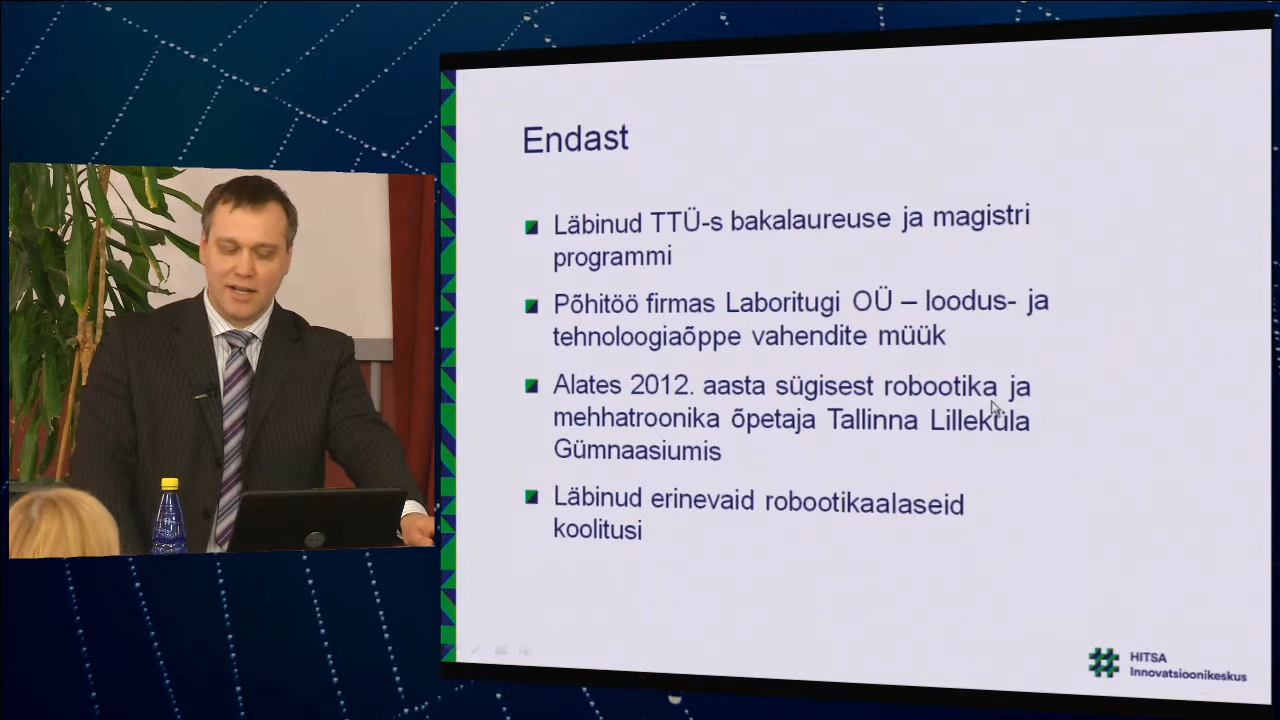 Endast
Läbinud TTÜ-s bakalaureuse ja magistri
programmi
Põhitöö firmas Laboritugi OÜ – loodus- ja
tehnoloogiaõppe vahendite müük
Alates 2012. aasta sügisest robootika ja
mehhatroonika õpetaja Tallinna Lilleküla
Gümnaasiumis
Läbinud erinevaid robootikaalaseid
koolitusi
HITSA
Innovatsioonikeskus